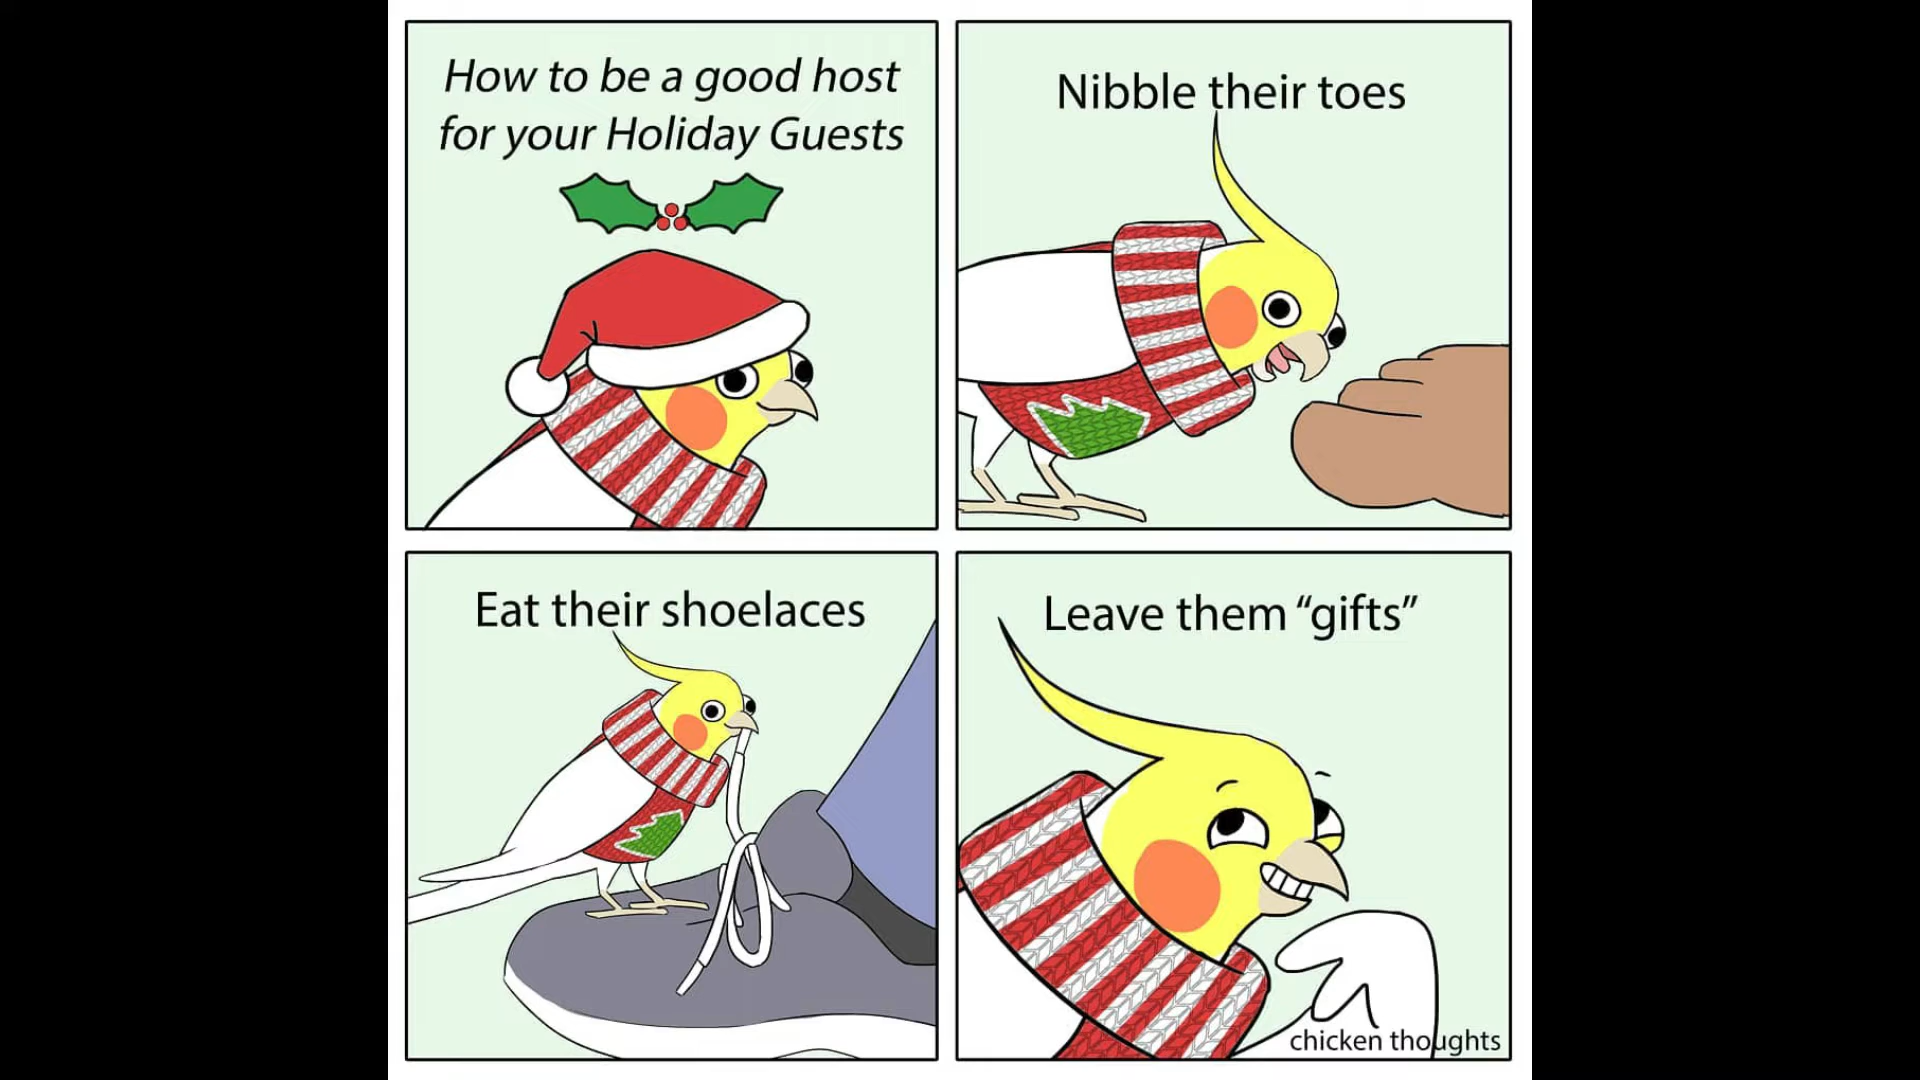 How to be a good host
for your Holiday Guests
Nibble their toes
Eat their shoelaces
Leave them “gifts”
chicken thoughts